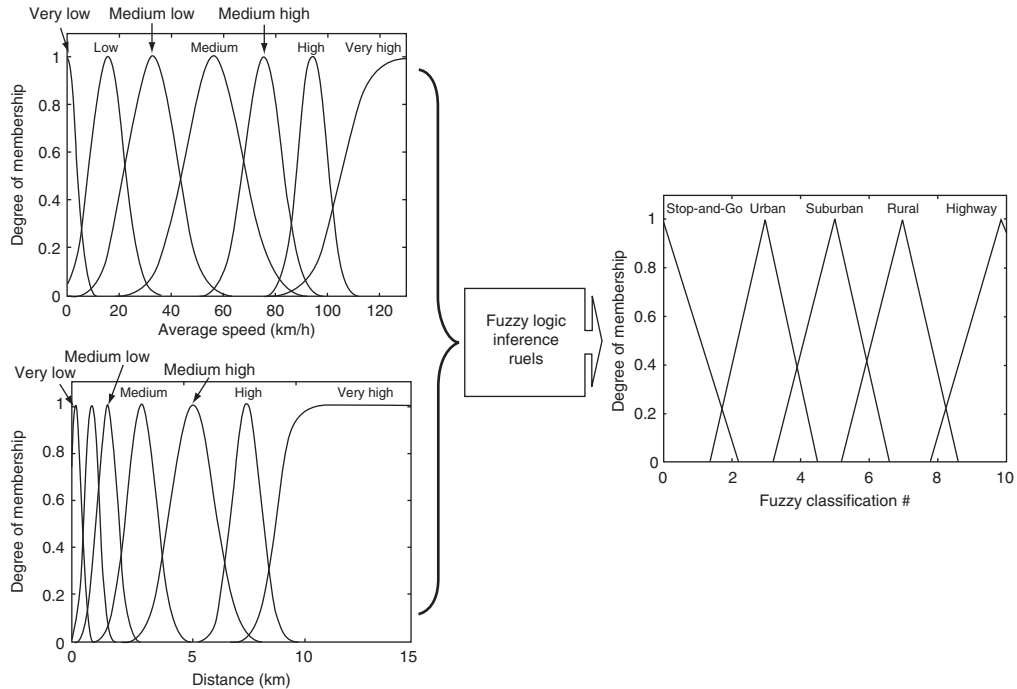 Very low
Medium low
Medium high
Low
Medium
High
Very high
Degree of membership
1
0.8
0.6
0.4
0.2
0
0 20 40 60 80 100 120
Average speed (km/h)
Very low
Medium low
Medium high
Medium
High
Very high
Degree of membership
1
0.8
0.6
0.4
0.2
0
0 5 10 15
Distance (km)
Fuzzy logic
inference
ruels
Stop-and-Go Urban Suburban Rural Highway
Degree of membership
1
0.8
0.6
0.4
0.2
0
0 2 4 6 8 10
Fuzzy classification #